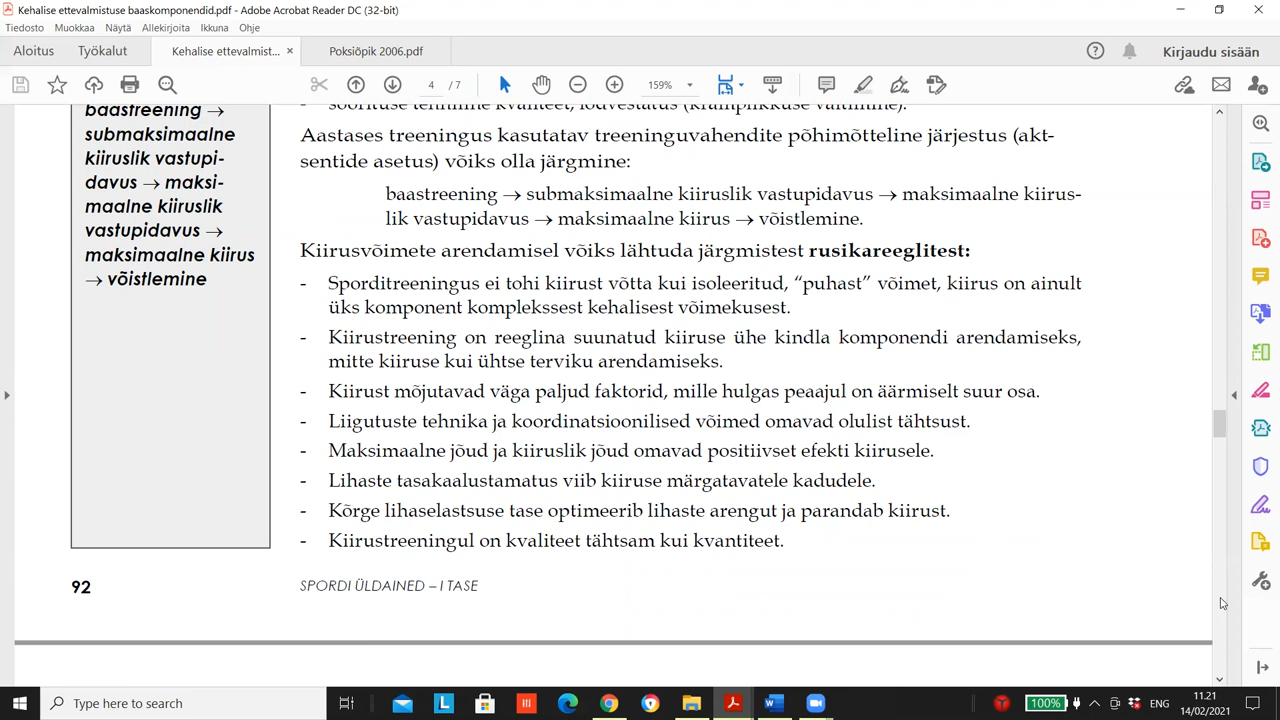 Kehalise ettevalmistuse baaskomponendid.pdf - Adobe Acrobat Reader DC (32-bit)
Tiedosto Muokkaa Näytä Allekirjoita Ikkuna Ohje
Aloitus Työkalut Kehalise ettevalmist... × Poksiõpik 2006.pdf Kirjaudu sisään
4 / 7 159%
baastreening →
submaksimaalne
kiiruslik vastupi-
davus → maksi-
maalne kiiruslik
vastupidavus →
maksimaalne kiirus
→ võistlemine
Aastases treeningus kasutatav treeninguvahendite põhimõtteline järjestus (akt-
sentide asetus) võiks olla järgmine:
baastreening → submaksimaalne kiiruslik vastupidavus → maksimaalne kiirus-
lik vastupidavus → maksimaalne kiirus → võistlemine.
Kiirusvõimete arendamisel võiks lähtuda järgmistest rusikareeglitest:
- Sporditreeningus ei tohi kiirust võtta kui isoleeritud, “puhast” võimet, kiirus on ainult
üks komponent komplekssest kehalisest võimekusest.
- Kiirustreening on reeglina suunatud kiiruse ühe kindla komponendi arendamiseks,
mitte kiiruse kui ühtse terviku arendamiseks.
- Kiirust mõjutavad väga paljud faktorid, mille hulgas peaajul on äärmiselt suur osa.
- Liigutuste tehnika ja koordinatsioonilised võimed omavad olulist tähtsust.
- Maksimaalne jõud ja kiiruslik jõud omavad positiivset efekti kiirusele.
- Lihaste tasakaalustamatus viib kiiruse märgatavatele kadudele.
- Kõrge lihaselastsuse tase optimeerib lihaste arengut ja parandab kiirust.
- Kiirustreeningul on kvaliteet tähtsam kui kvantiteet.
92 SPORDI ÜLDAINED – I TASE
Type here to search
100% ENG 11.21
14/02/2021